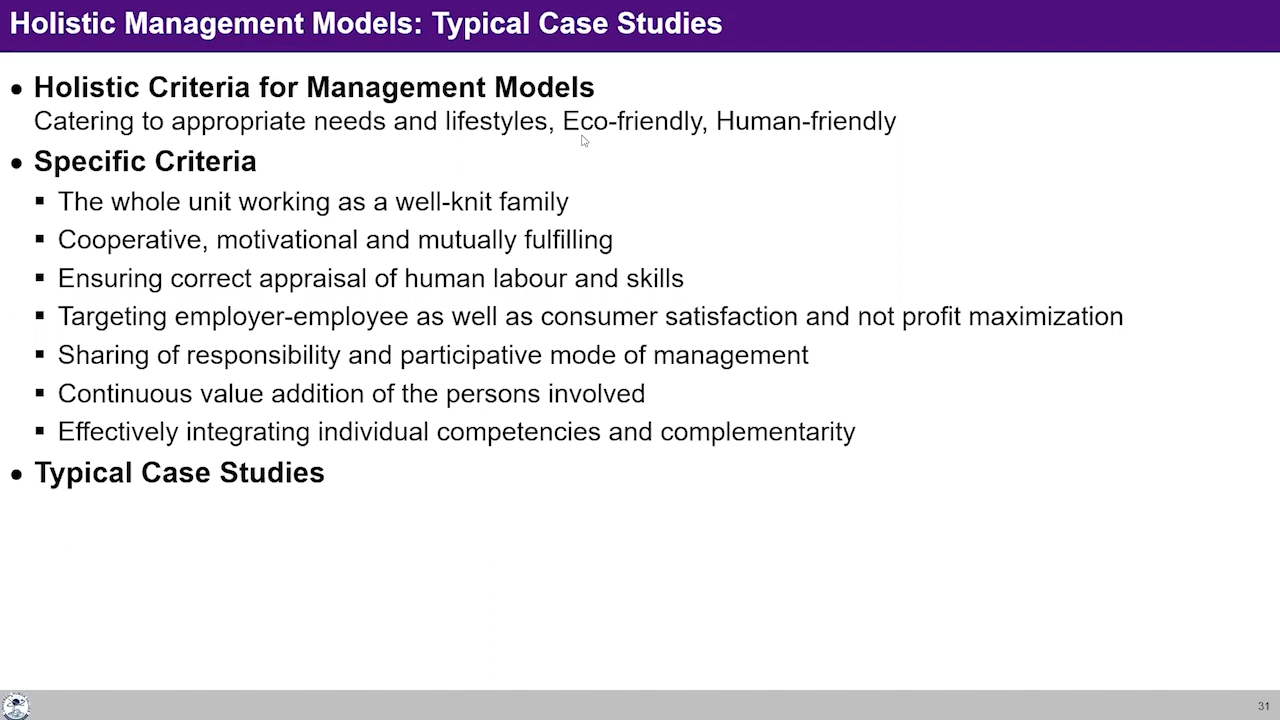 Holistic Management Models: Typical Case Studies
• Holistic Criteria for Management Models
Catering to appropriate needs and lifestyles, Eco-friendly, Human-friendly
• Specific Criteria
▪ The whole unit working as a well-knit family
▪ Cooperative, motivational and mutually fulfilling
▪ Ensuring correct appraisal of human labour and skills
▪ Targeting employer-employee as well as consumer satisfaction and not profit maximization
▪ Sharing of responsibility and participative mode of management
▪ Continuous value addition of the persons involved
▪ Effectively integrating individual competencies and complementarity
• Typical Case Studies
31